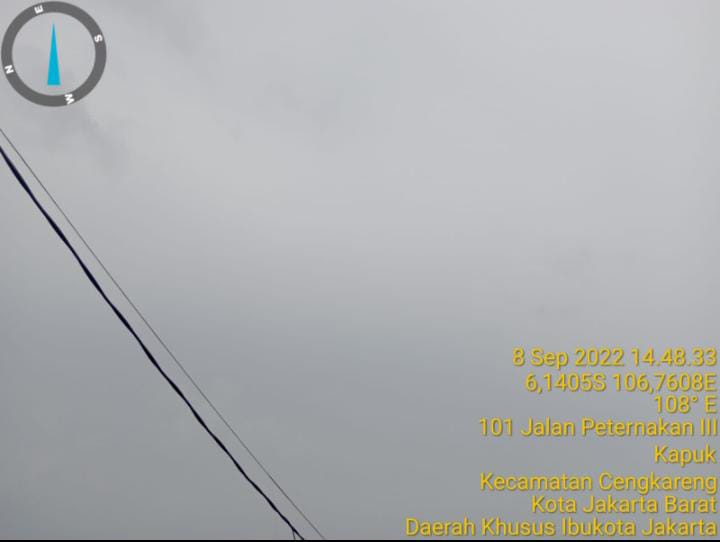 E
S
N
W
8 Sep 2022 14.48.33
6,1405S 106,7608E
108° E
101 Jalan Peternakan III
Kapuk
Kecamatan Cengkareng
Kota Jakarta Barat
Daerah Khusus Ibukota Jakarta